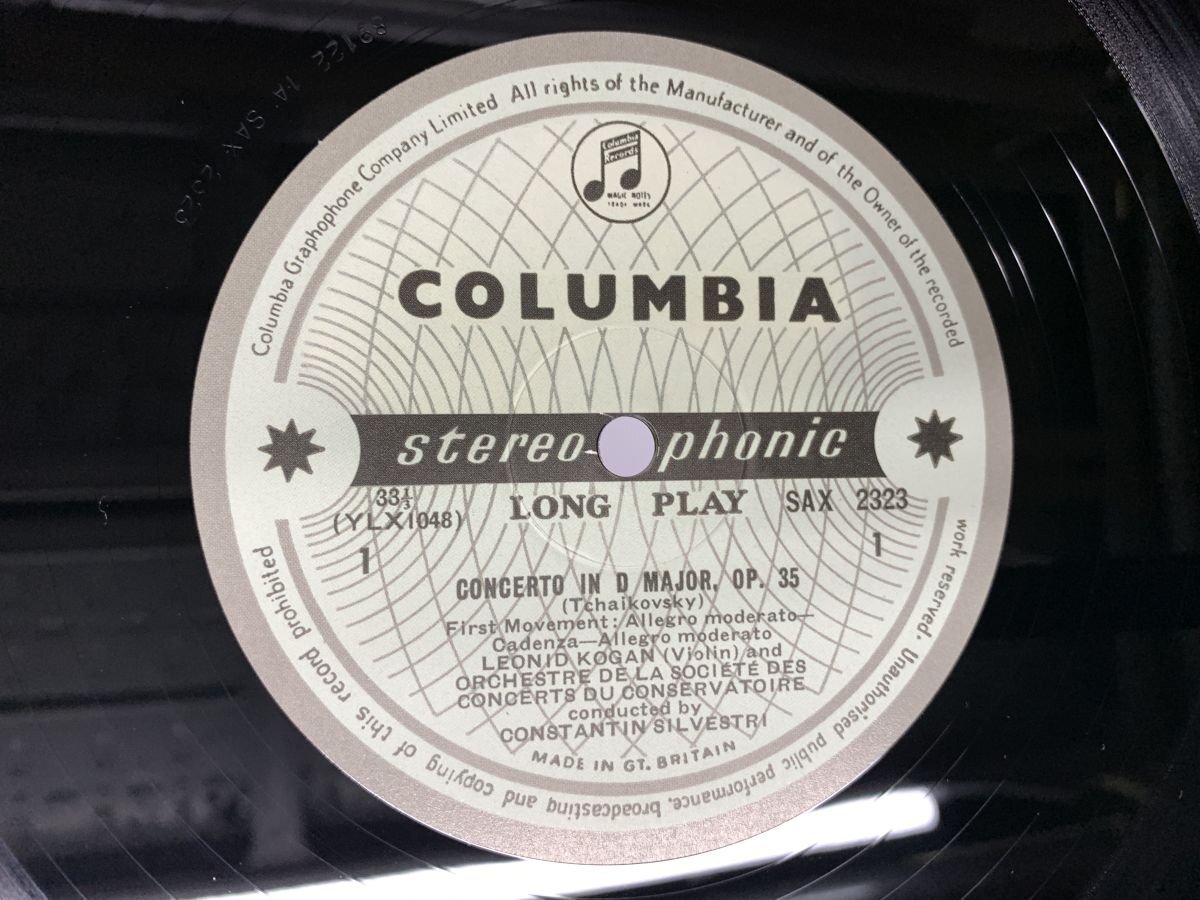 Columbia Graphophone Company Limited All rights of the Manufacturer and of the Owner of the recorded
work reserved. Unauthorised public performance, broadcasting and copying of this record prohibited
Columbia
Records
MAGIC NOTES
TRADE MARK
COLUMBIA
stereophonic
33⅓ LONG PLAY SAX 2323
(YLX1048)
1 1
CONCERTO IN D MAJOR, OP. 35
(Tchaikovsky)
First Movement: Allegro moderato—
Cadenza—Allegro moderato
LEONID KOGAN (Violin) and
ORCHESTRE DE LA SOCIÉTÉ DES
CONCERTS DU CONSERVATOIRE
conducted by
CONSTANTIN SILVESTRI
MADE IN GT. BRITAIN
SAX 2323